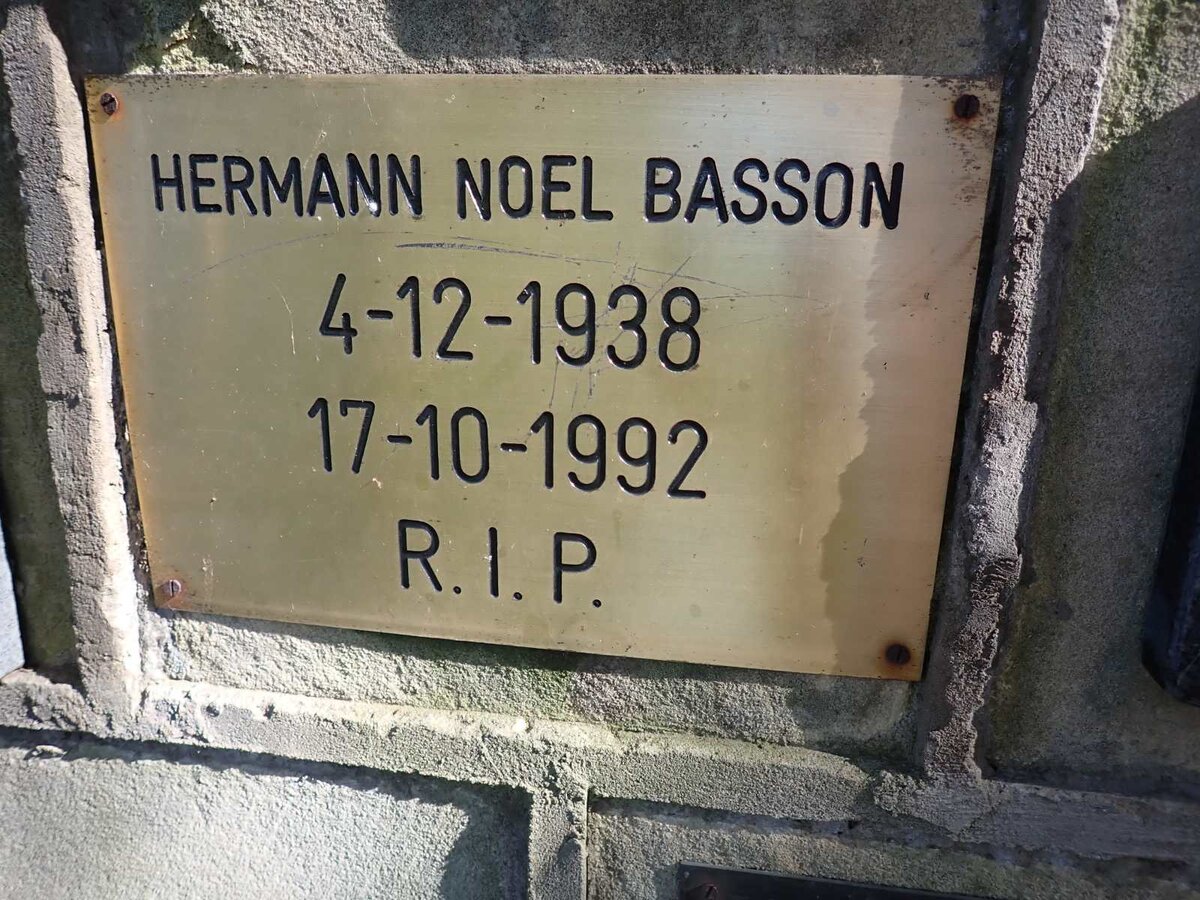 HERMANN NOEL BASSON
4-12-1938
17-10-1992
R.I.P.